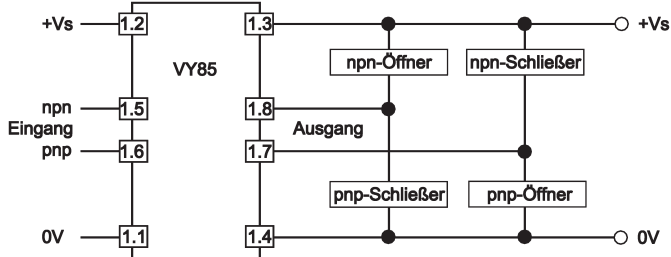 +Vs 1.2 1.3 +Vs
VY85
npn-Öffner npn-Schließer
npn 1.5 1.8
Eingang Ausgang
pnp 1.6 1.7
pnp-Schließer pnp-Öffner
0V 1.1 1.4 0V